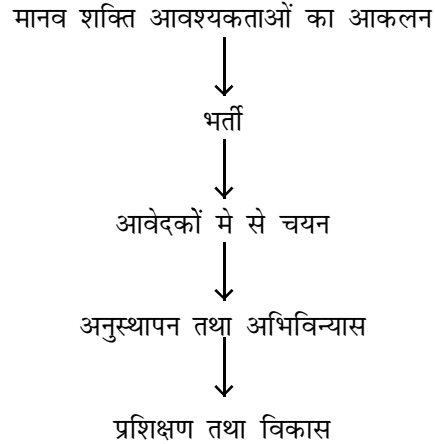 मानव शक्ति आवश्यकताओं का आकलन
भर्ती
आवेदकों मे से चयन
अनुस्थापन तथा अभिविन्यास
प्रशिक्षण तथा विकास